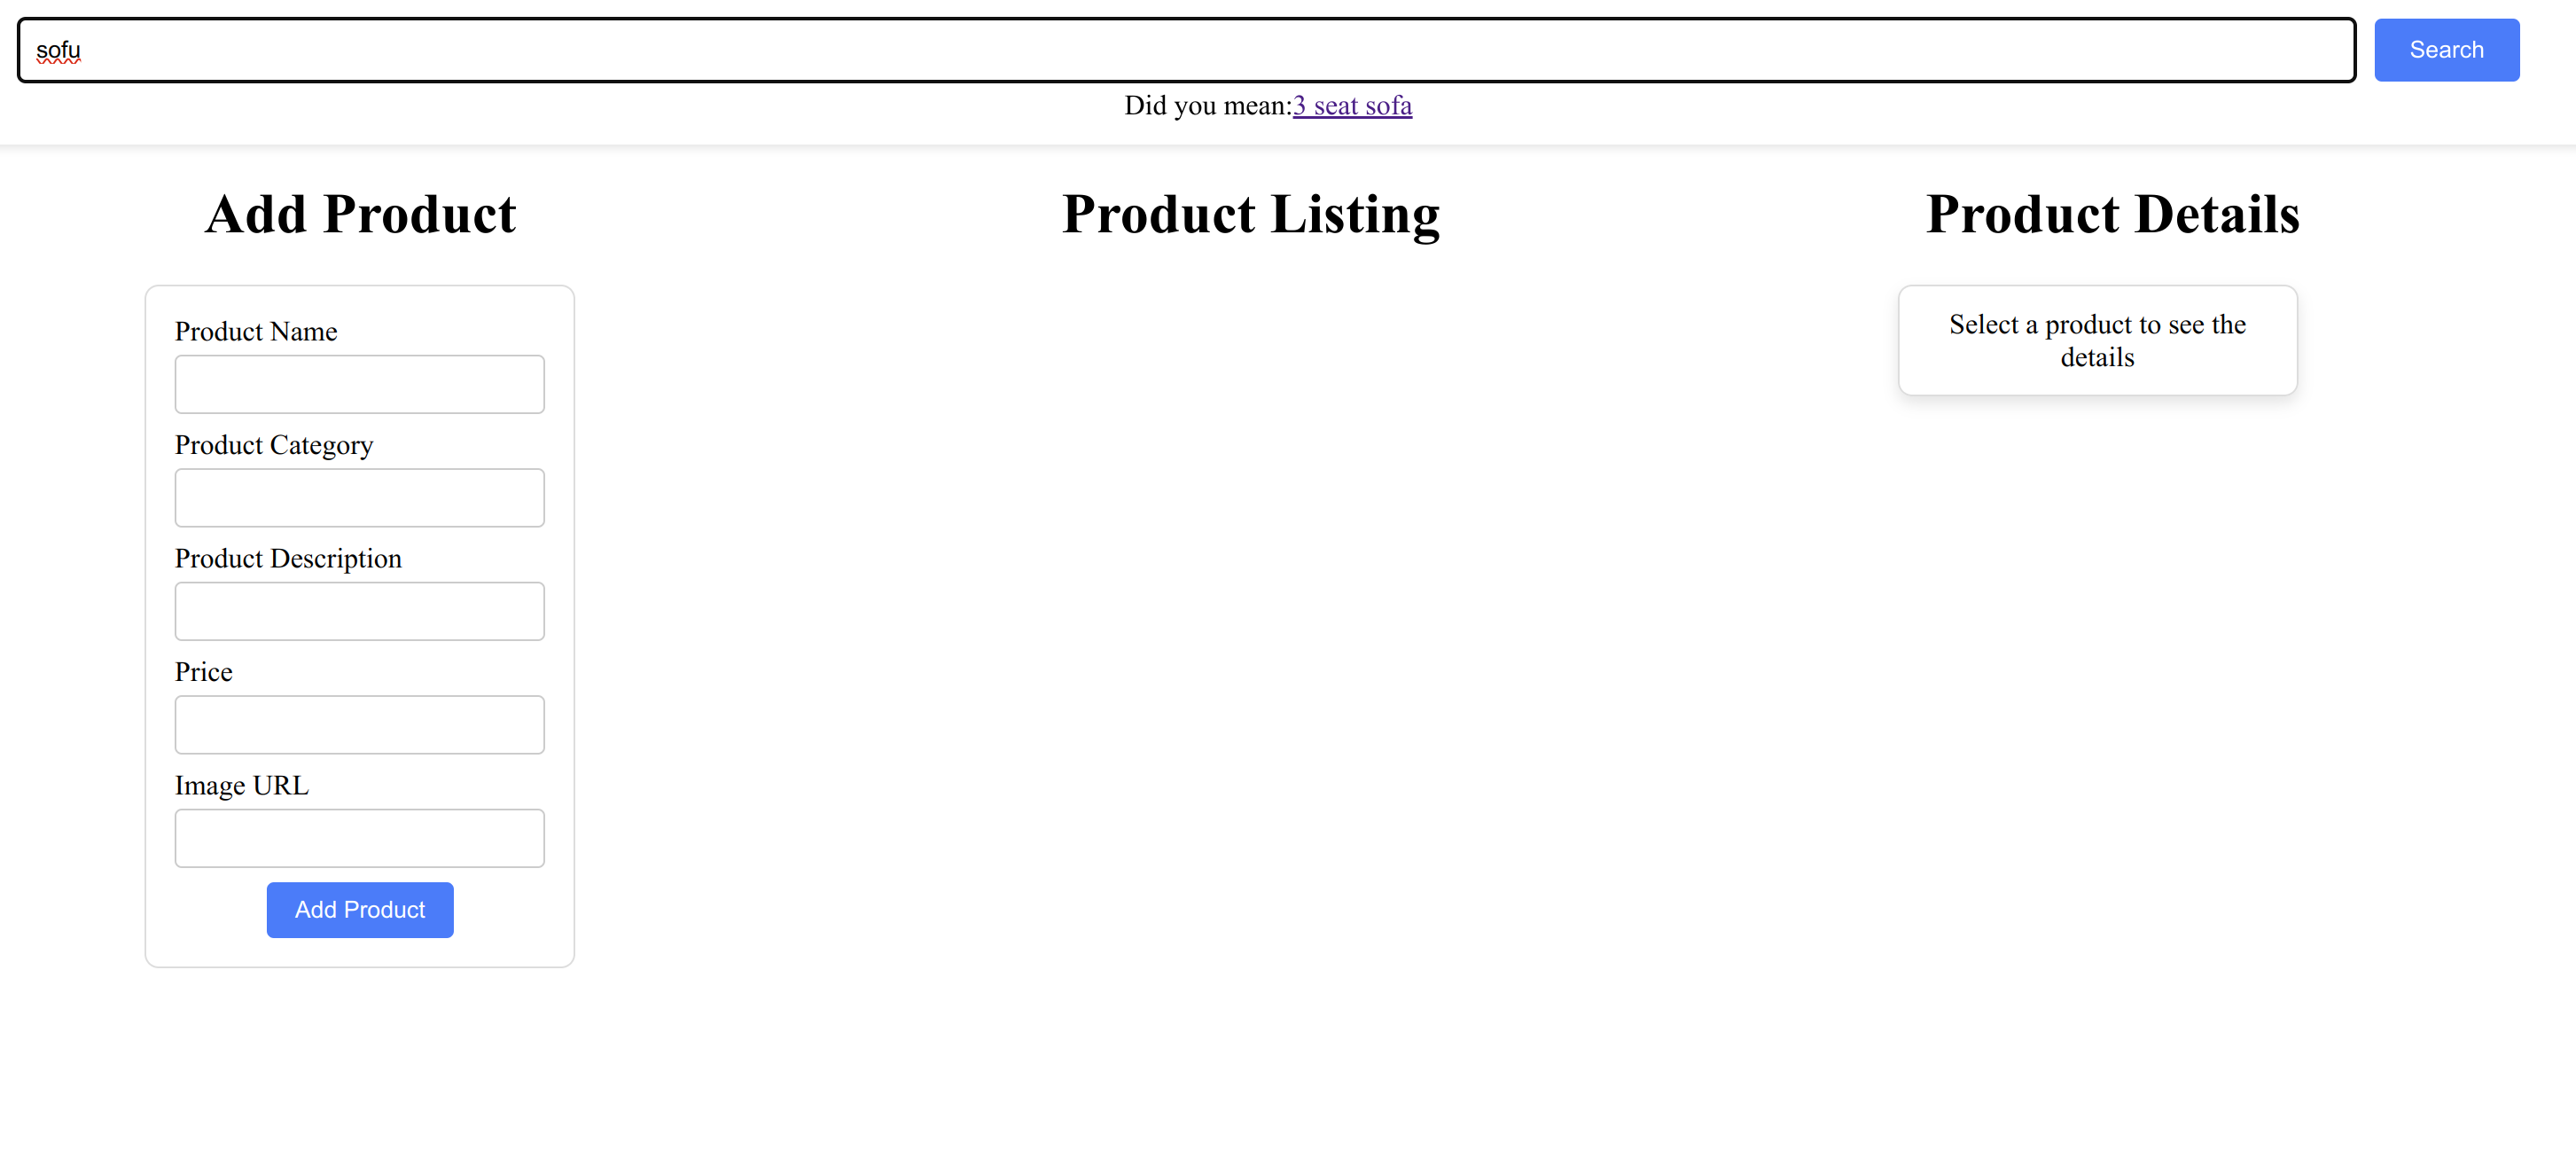 sofu
Search
Did you mean:3 seat sofa
Add Product
Product Name
Product Category
Product Description
Price
Image URL
Add Product
Product Listing
Product Details
Select a product to see the
details